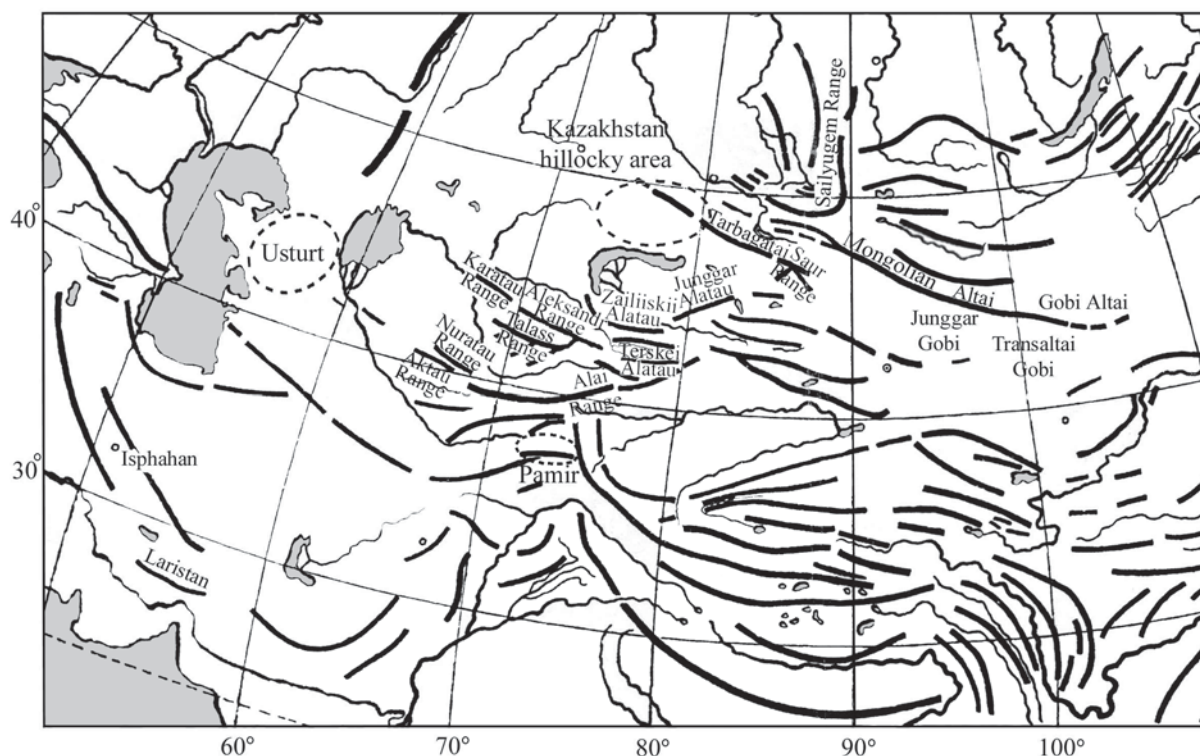 Kazakhstan
hillocky area
Sailyugem Range
40°
Usturt
Tarbagatai
Saur
Range
Mongolian
Altai
Gobi Altai
Karatau
Range
Aleksandr
Range
Zailiiskii
Alatau
Junggar
Alatau
Junggar
Gobi
Transaltai
Gobi
Talass
Range
Nuratau
Range
Terskei
Alatau
Aktau
Range
Alai
Range
30°
Isphahan
Pamir
Laristan
60°
70°
80°
90°
100°